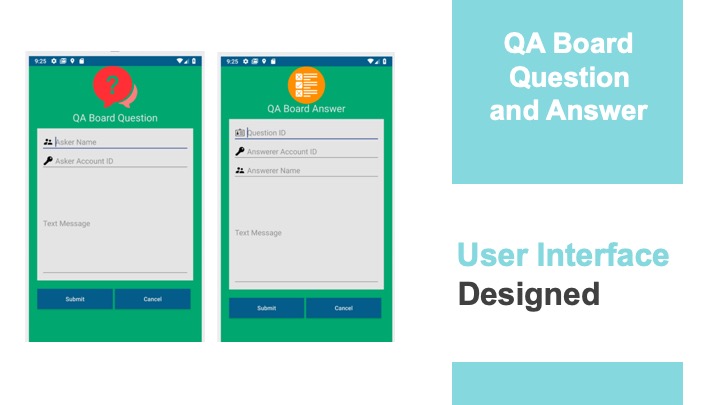 9:25
QA Board Question
Asker Name
Asker Account ID
Text Message
Submit Cancel
9:25
QA Board Answer
Question ID
Answerer Account ID
Answerer Name
Text Message
Submit Cancel
QA Board
Question
and Answer
User Interface
Designed